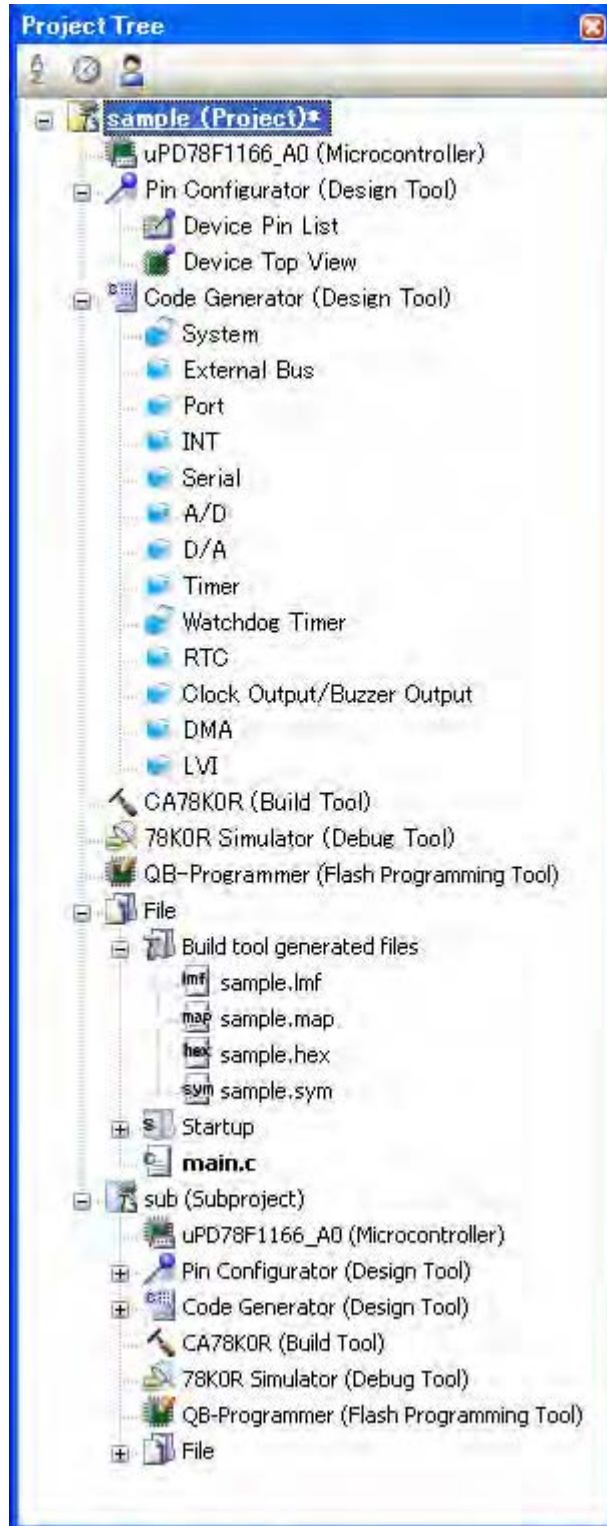 Project Tree
sample (Project)*
uPD78F1166_A0 (Microcontroller)
Pin Configurator (Design Tool)
Device Pin List
Device Top View
Code Generator (Design Tool)
System
External Bus
Port
INT
Serial
A/D
D/A
Timer
Watchdog Timer
RTC
Clock Output/Buzzer Output
DMA
LVI
CA78K0R (Build Tool)
78K0R Simulator (Debug Tool)
QB-Programmer (Flash Programming Tool)
File
Build tool generated files
lmf sample.lmf
map sample.map
hex sample.hex
sym sample.sym
S Startup
C main.c
sub (Subproject)
uPD78F1166_A0 (Microcontroller)
Pin Configurator (Design Tool)
Code Generator (Design Tool)
CA78K0R (Build Tool)
78K0R Simulator (Debug Tool)
QB-Programmer (Flash Programming Tool)
File